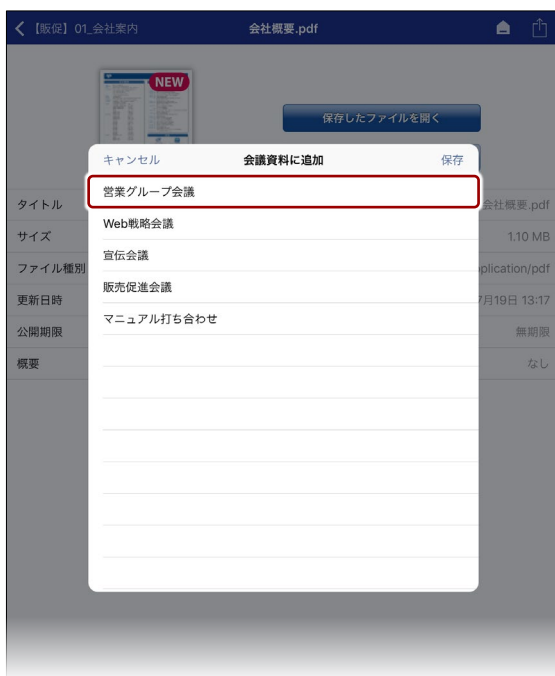 【販促】01_会社案内
会社概要.pdf
NEW
保存したファイルを開く
キャンセル
会議資料に追加
保存
営業グループ会議
Web戦略会議
宣伝会議
販売促進会議
マニュアル打ち合わせ
タイトル
会社概要.pdf
サイズ
1.10 MB
ファイル種別
plication/pdf
更新日時
7月19日 13:17
公開期限
無期限
概要
なし